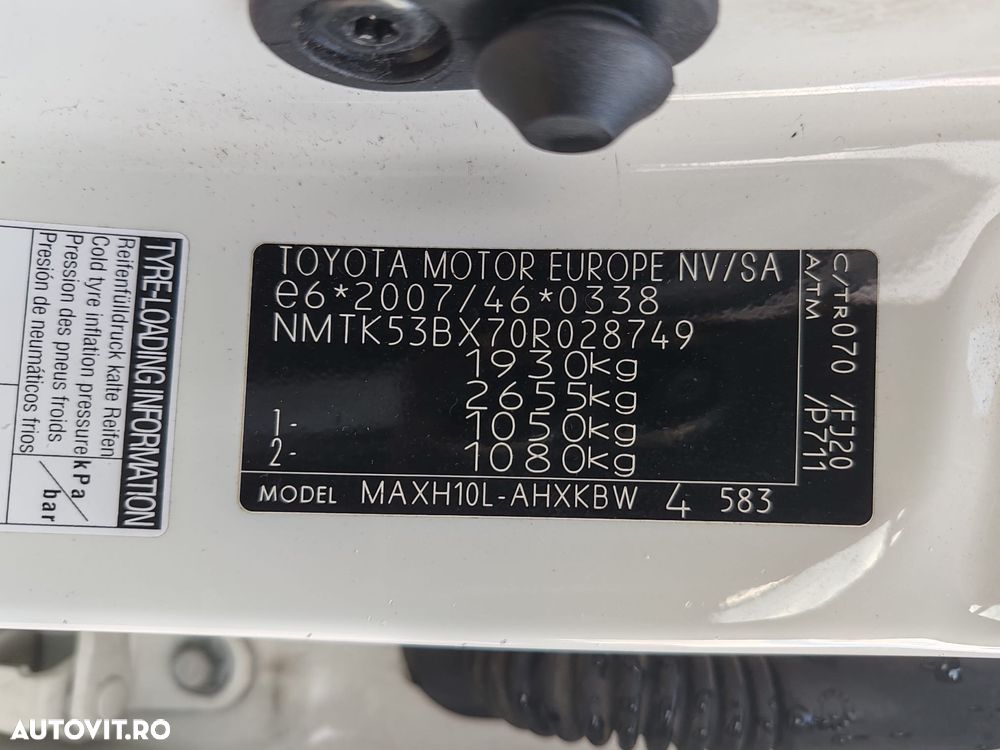 TOYOTA MOTOR EUROPE NV/SA
e6*2007/46*0338
NMTK53BX70R028749
1930kg
2655kg
1- 1050kg
2- 1080kg
MODEL MAXH10L-AHXKBW 4 583
C/TR070 /FJ20
A/TM /P711
TYRE-LOADING INFORMATION
Reifenfülldruck kalte Reifen
Cold tyre inflation pressure
Pression des pneus froids
Presión de neumáticos frios
kPa/
/bar
AUTOVIT.RO